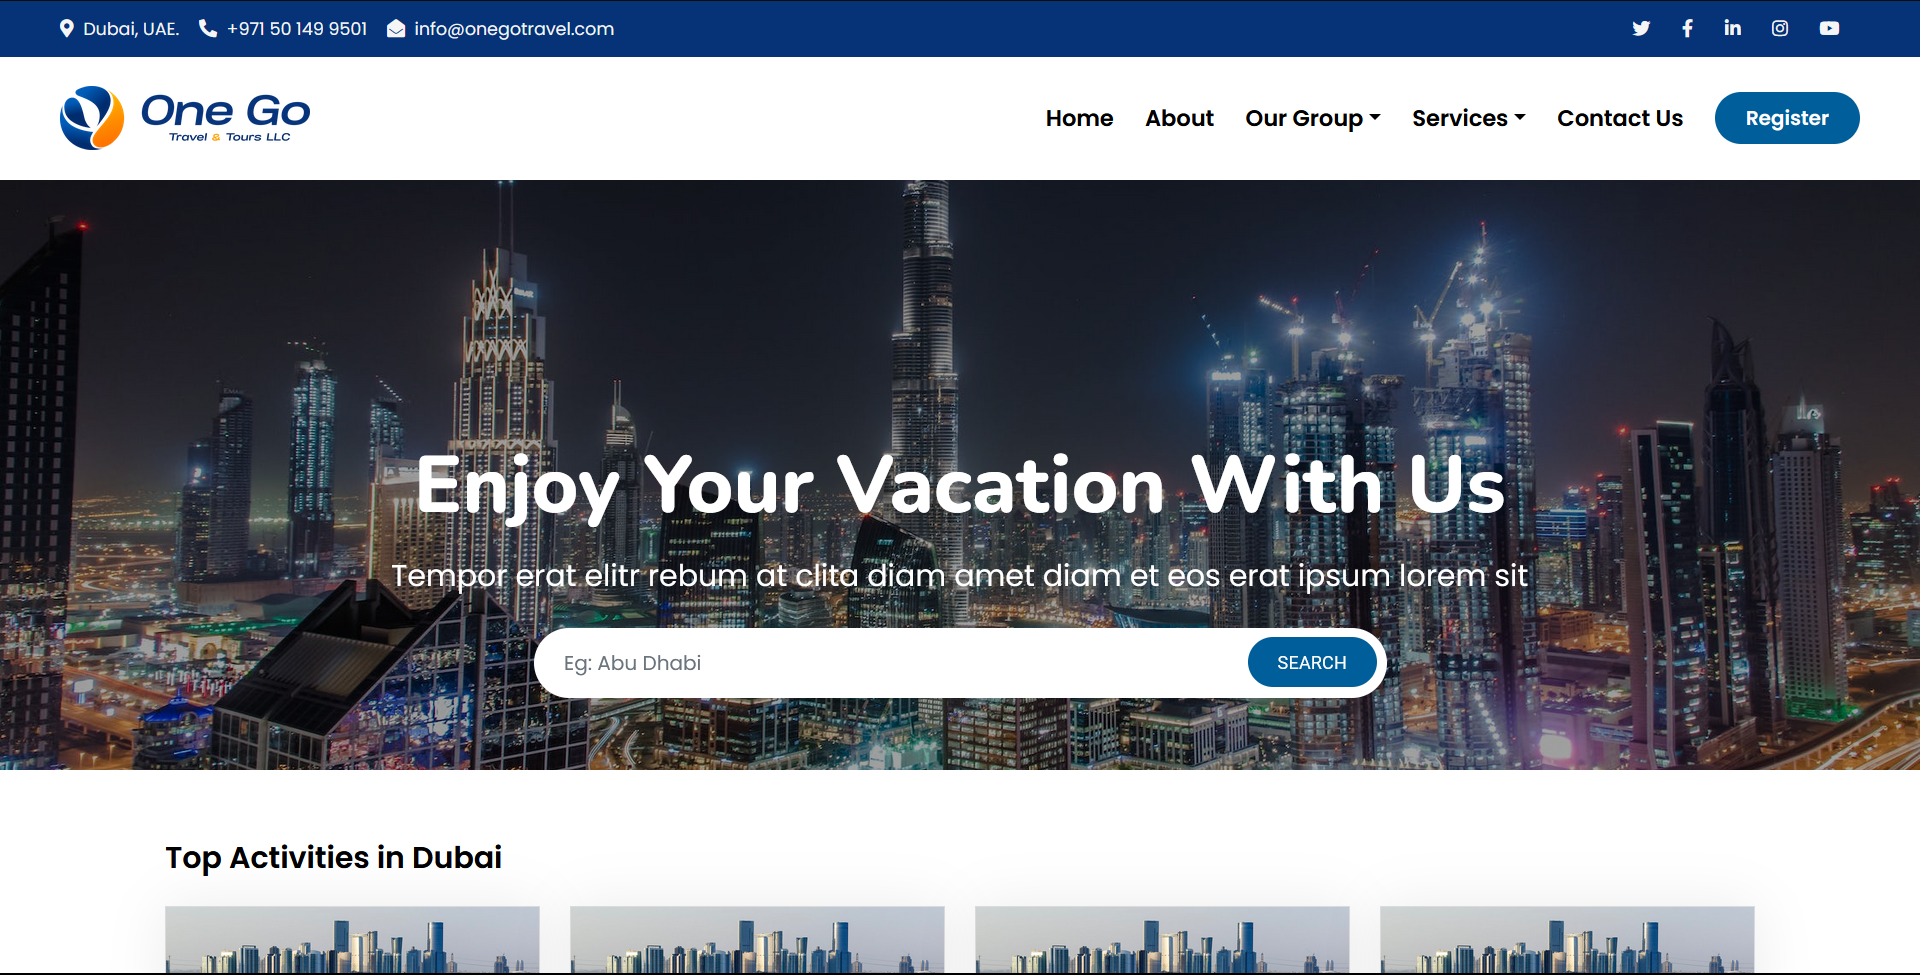 Dubai, UAE. +971 50 149 9501 info@onegotravel.com
One Go
Travel & Tours LLC
Home About Our Group Services Contact Us Register
Enjoy Your Vacation With Us
Tempor erat elitr rebum at clita diam amet diam et eos erat ipsum lorem sit
Eg: Abu Dhabi SEARCH
Top Activities in Dubai